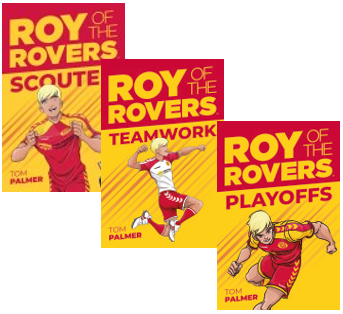 ROY OF THE
ROVERS
SCOUTE
TOM
PALMER
ROY OF THE
ROVERS
TEAMWORK
TOM
PALMER
ROY OF THE
ROVERS
PLAYOFFS
TOM
PALMER